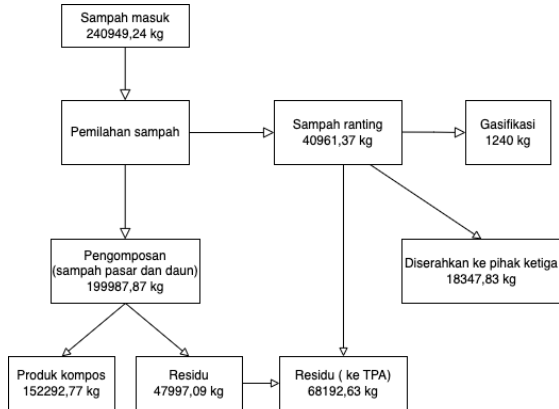 Sampah masuk
240949,24 kg
Pemilahan sampah
Sampah ranting
40961,37 kg
Gasifikasi
1240 kg
Pengomposan
(sampah pasar dan daun)
199987,87 kg
Diserahkan ke pihak ketiga
18347,83 kg
Produk kompos
152292,77 kg
Residu
47997,09 kg
Residu ( ke TPA)
68192,63 kg